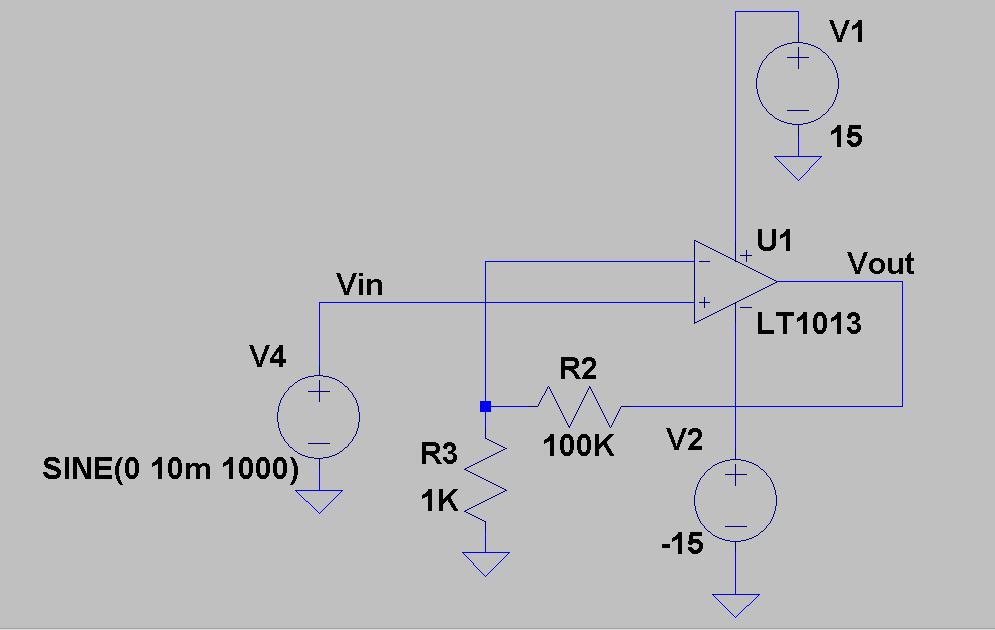 V1
15
U1
Vout
Vin
LT1013
V4
R2
100K
V2
R3
SINE(0 10m 1000)
1K
-15